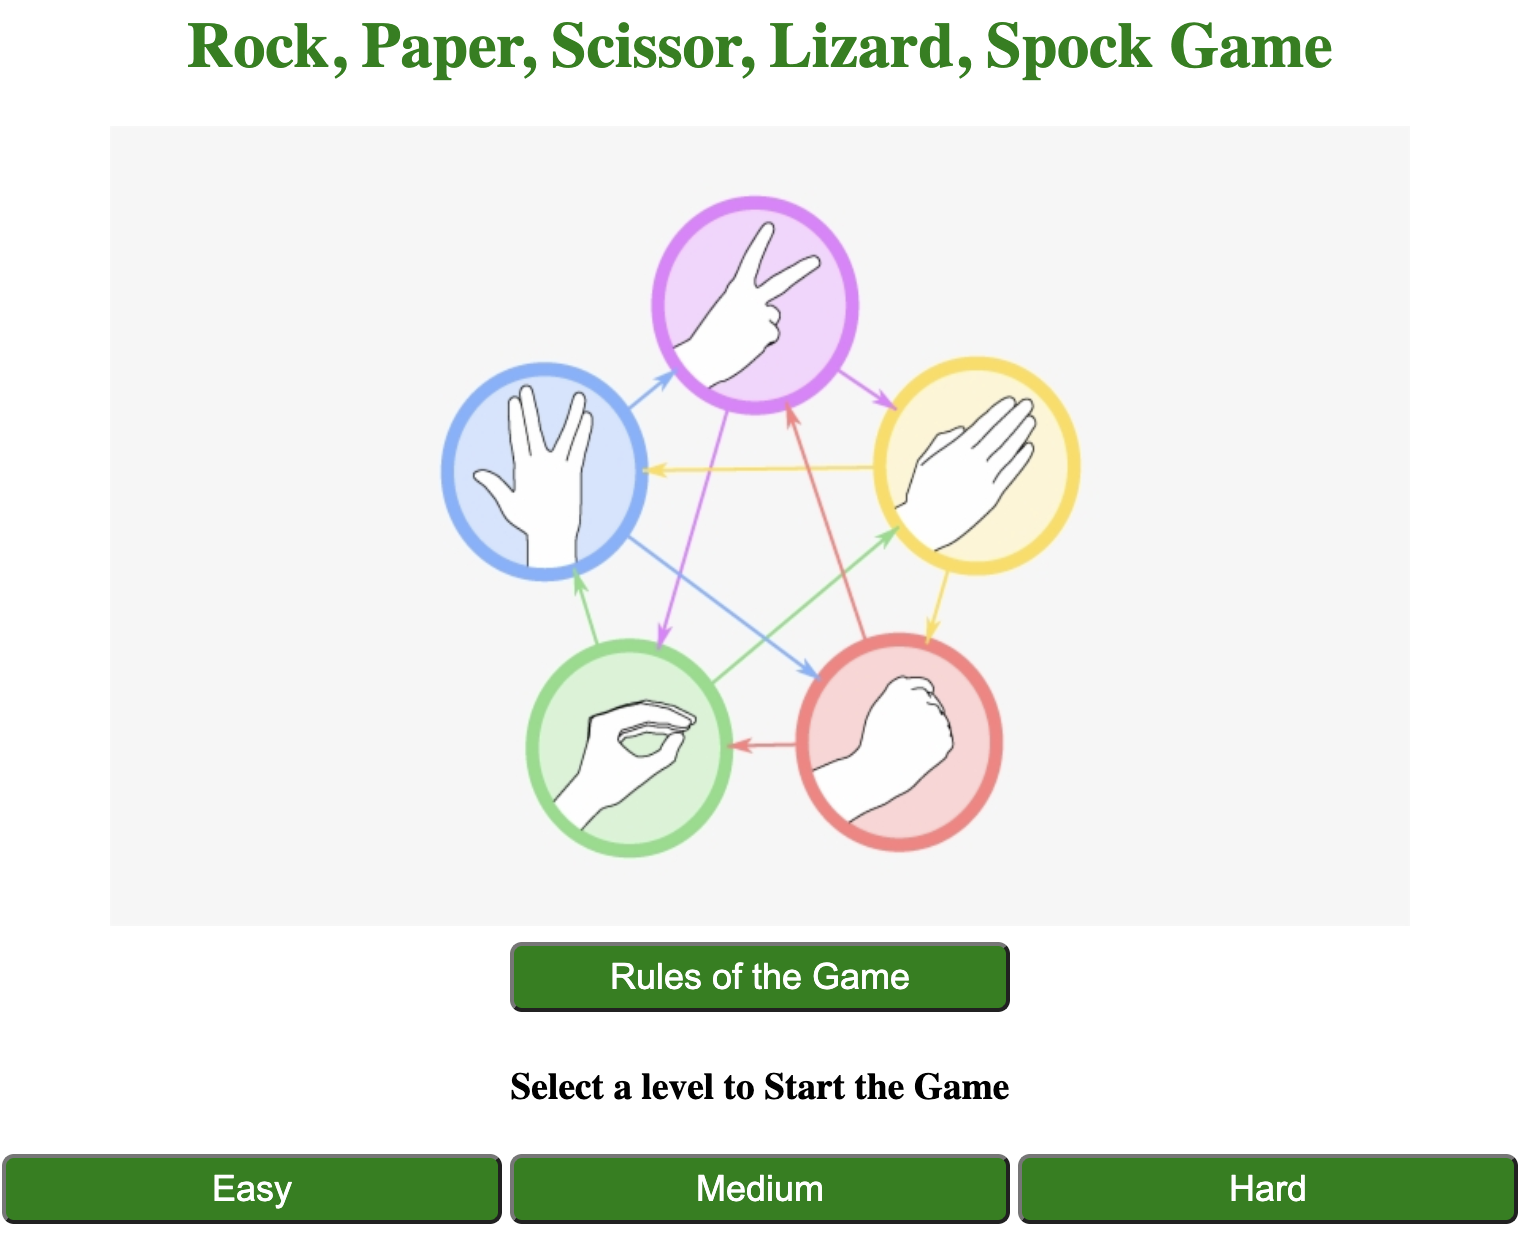 Rock, Paper, Scissor, Lizard, Spock Game
Rules of the Game
Select a level to Start the Game
Easy
Medium
Hard